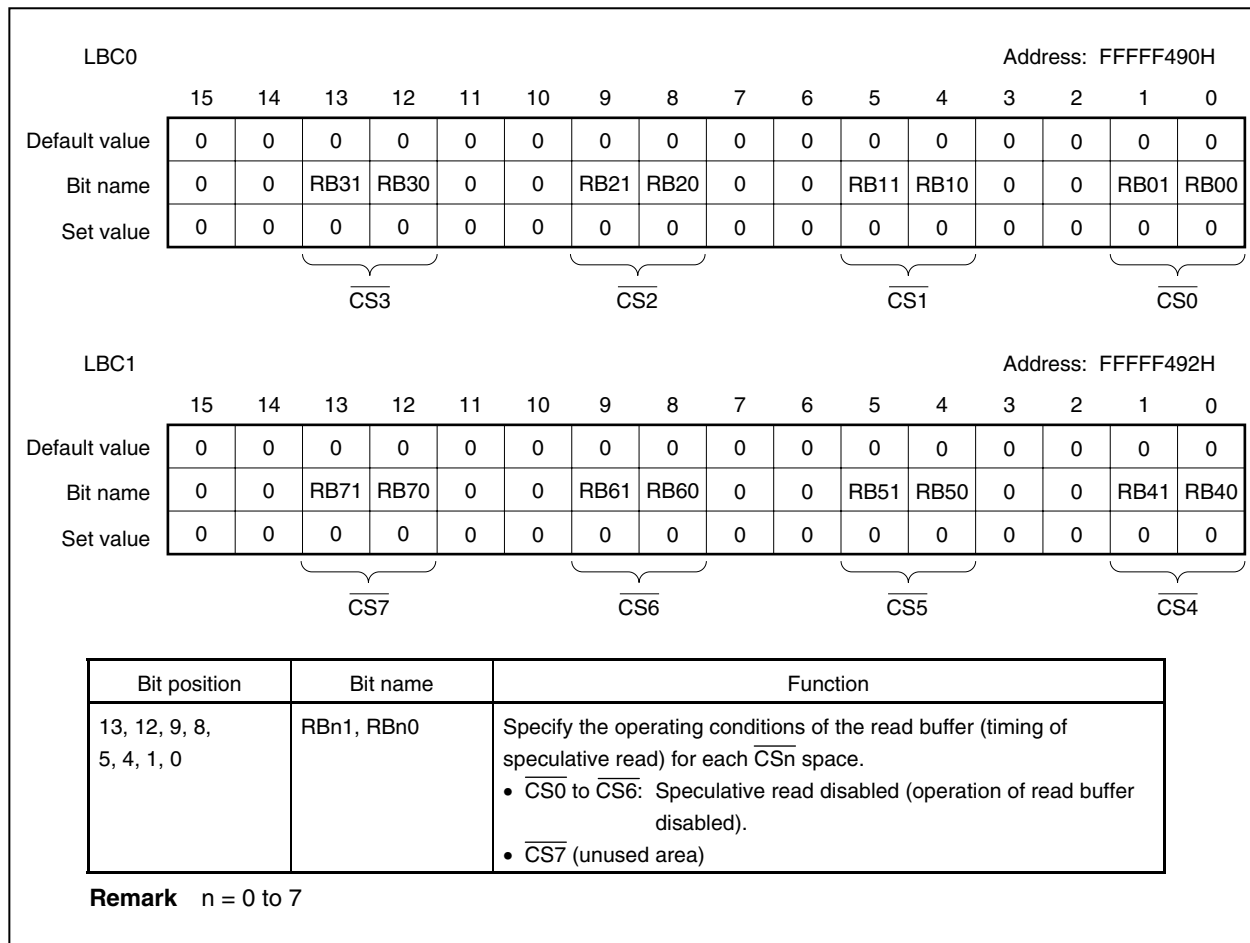 LBC0 Address: FFFFF490H
15 14 13 12 11 10 9 8 7 6 5 4 3 2 1 0
Default value 0 0 0 0 0 0 0 0 0 0 0 0 0 0 0 0
Bit name 0 0 RB31 RB30 0 0 RB21 RB20 0 0 RB11 RB10 0 0 RB01 RB00
Set value 0 0 0 0 0 0 0 0 0 0 0 0 0 0 0 0
CS3 CS2 CS1 CS0
LBC1 Address: FFFFF492H
15 14 13 12 11 10 9 8 7 6 5 4 3 2 1 0
Default value 0 0 0 0 0 0 0 0 0 0 0 0 0 0 0 0
Bit name 0 0 RB71 RB70 0 0 RB61 RB60 0 0 RB51 RB50 0 0 RB41 RB40
Set value 0 0 0 0 0 0 0 0 0 0 0 0 0 0 0 0
CS7 CS6 CS5 CS4
Bit position Bit name Function
13, 12, 9, 8, RBn1, RBn0 Specify the operating conditions of the read buffer (timing of
5, 4, 1, 0 speculative read) for each CSn space.
• CS0 to CS6: Speculative read disabled (operation of read buffer
disabled).
• CS7 (unused area)
Remark n = 0 to 7